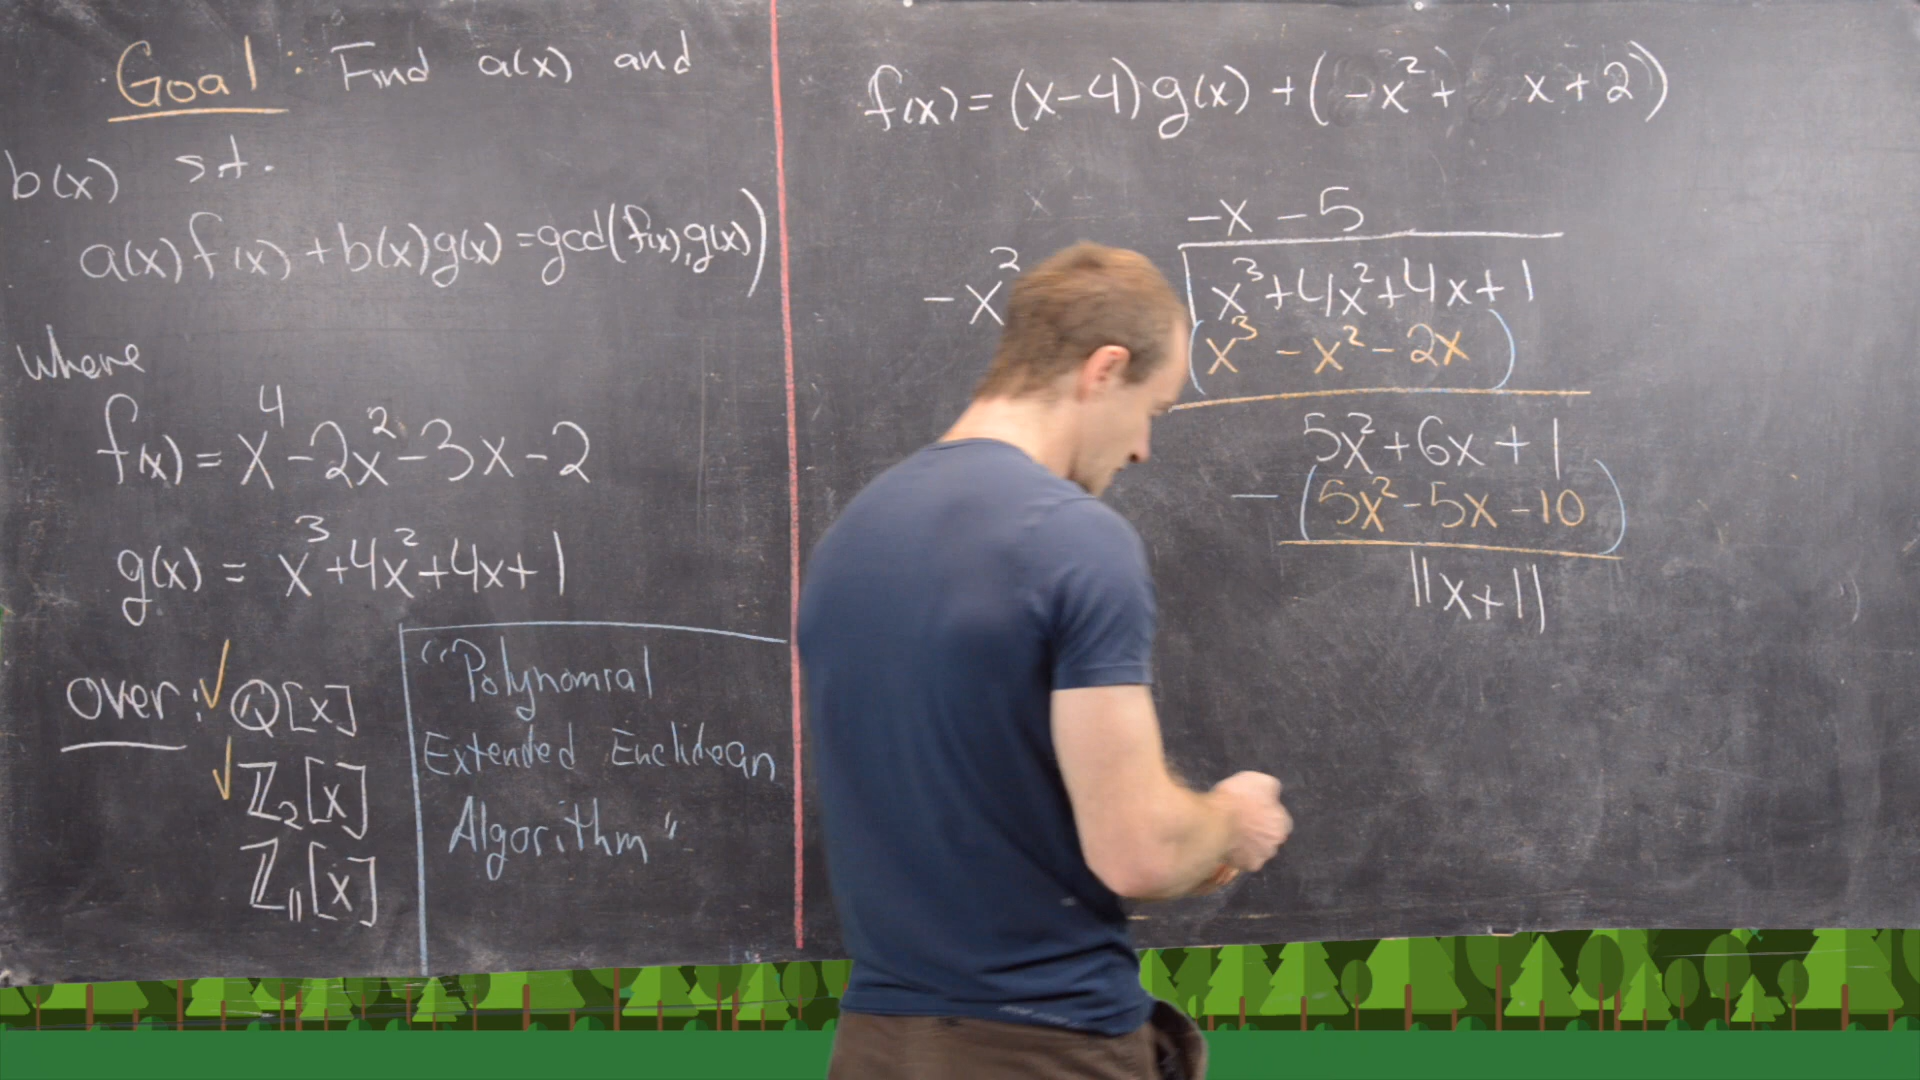 Goal: Find a(x) and
b(x) s.t.
a(x)f(x)+b(x)g(x)=gcd(f(x),g(x))
where
f(x)=x⁴-2x²-3x-2
g(x)=x³+4x²+4x+1
over: ✓Q[x]
✓ℤ₂[x]
ℤ₁₁[x]
"Polynomial
Extended Euclidean
Algorithm"
f(x)=(x-4)g(x)+(-x²+ x+2)
-x-5
-x²
x³+4x²+4x+1
(x³-x²-2x)
5x²+6x+1
-(5x²-5x-10)
11x+11